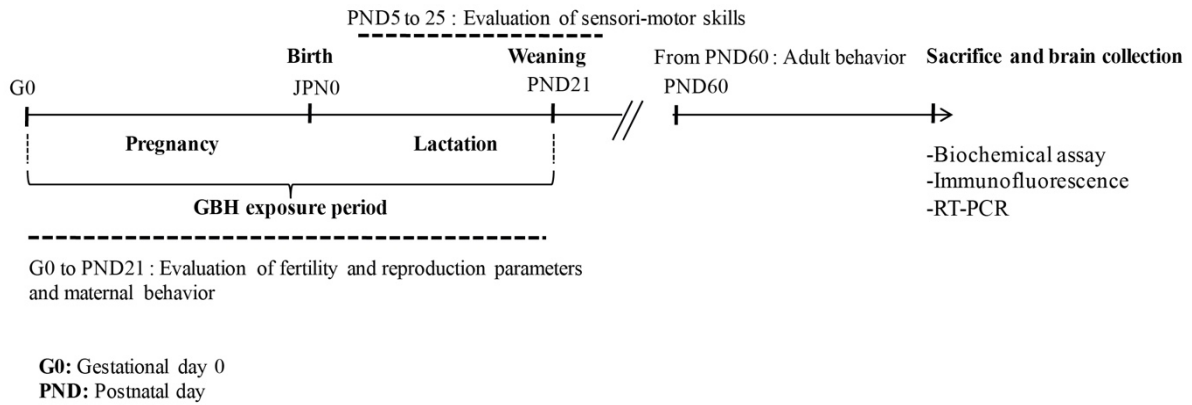 PND5 to 25 : Evaluation of sensori-motor skills
Birth
Weaning
From PND60 : Adult behavior
Sacrifice and brain collection
G0
JPN0
PND21
PND60
Pregnancy
Lactation
GBH exposure period
-Biochemical assay
-Immunofluorescence
-RT-PCR
G0 to PND21 : Evaluation of fertility and reproduction parameters
and maternal behavior
G0: Gestational day 0
PND: Postnatal day